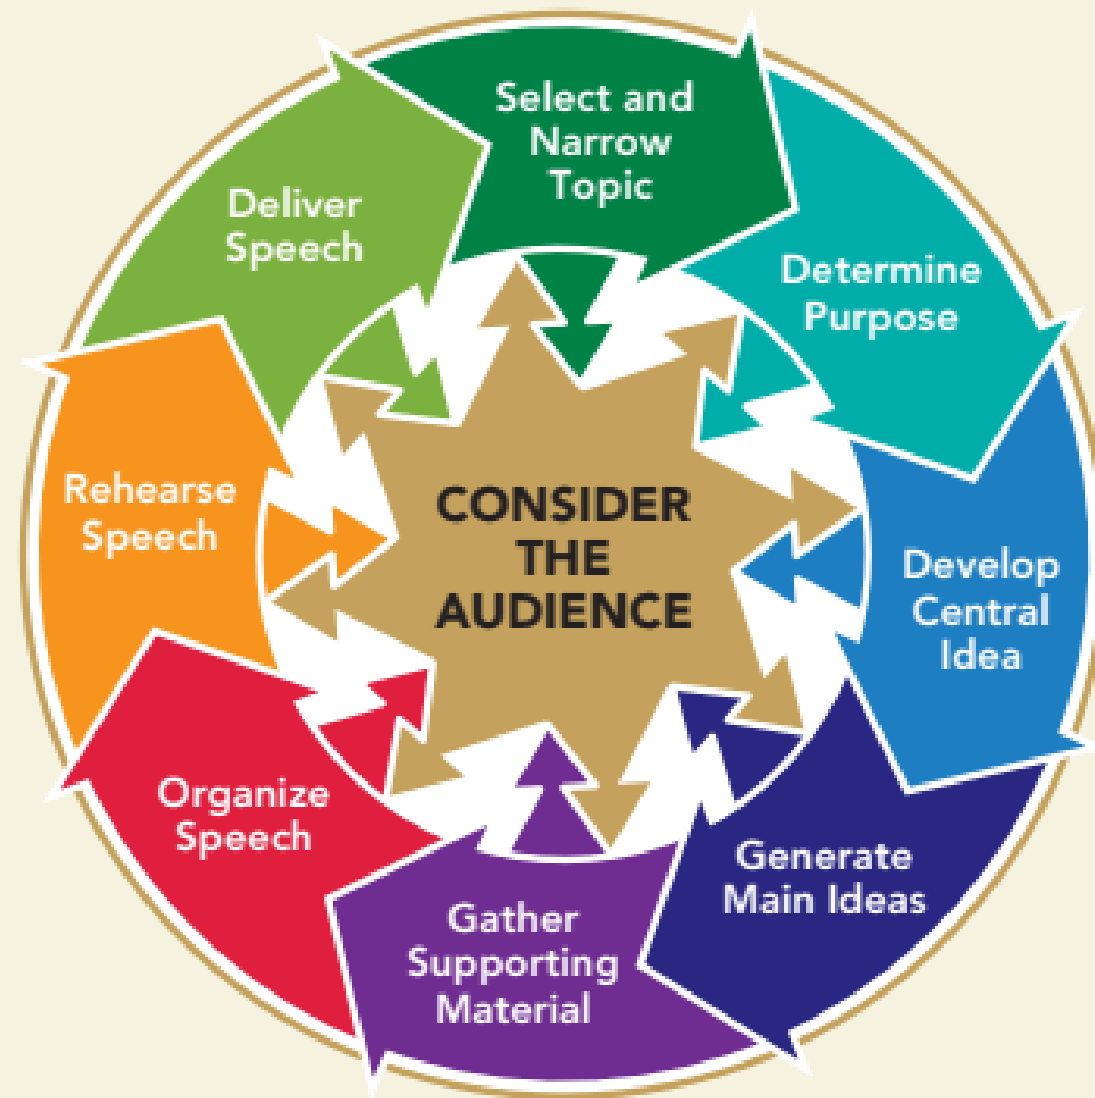 Select and
Narrow
Topic
Determine
Purpose
Develop
Central
Idea
Generate
Main Ideas
Gather
Supporting
Material
Organize
Speech
Rehearse
Speech
Deliver
Speech
CONSIDER
THE
AUDIENCE